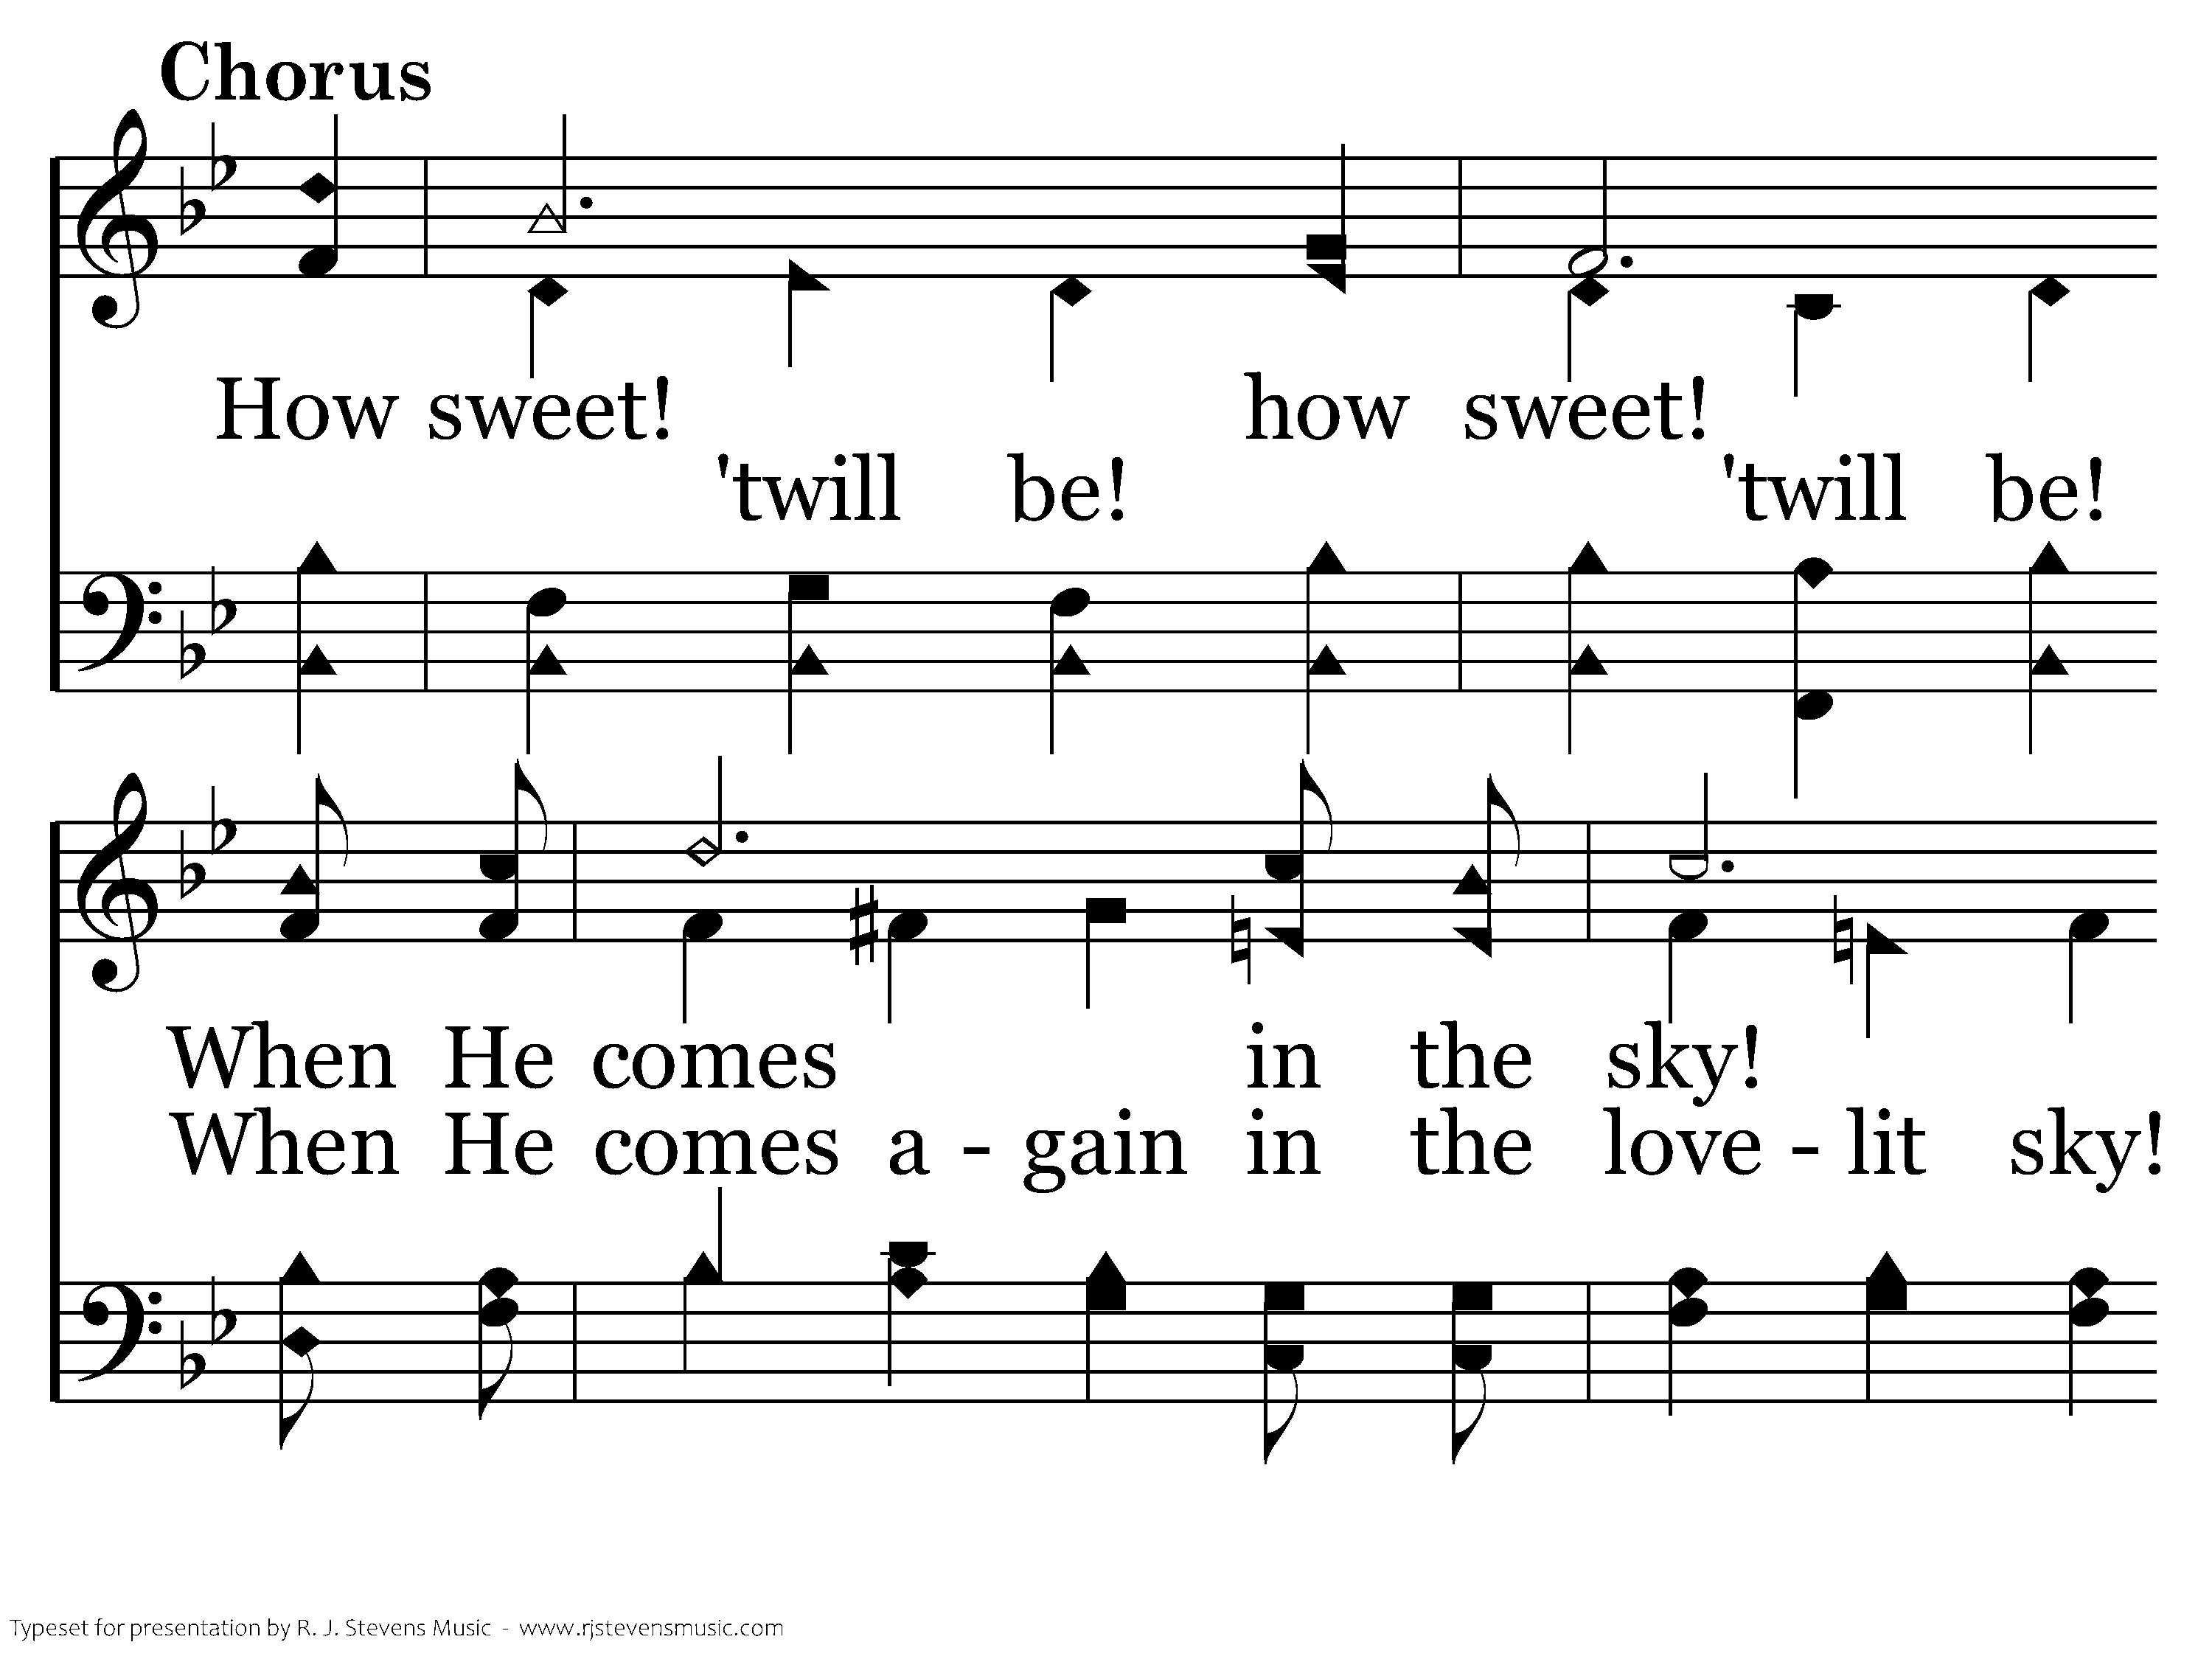 Chorus
How sweet! how sweet!
'twill be! 'twill be!
When He comes in the sky!
When He comes a - gain in the love - lit sky!
Typeset for presentation by R. J. Stevens Music - www.rjstevensmusic.com